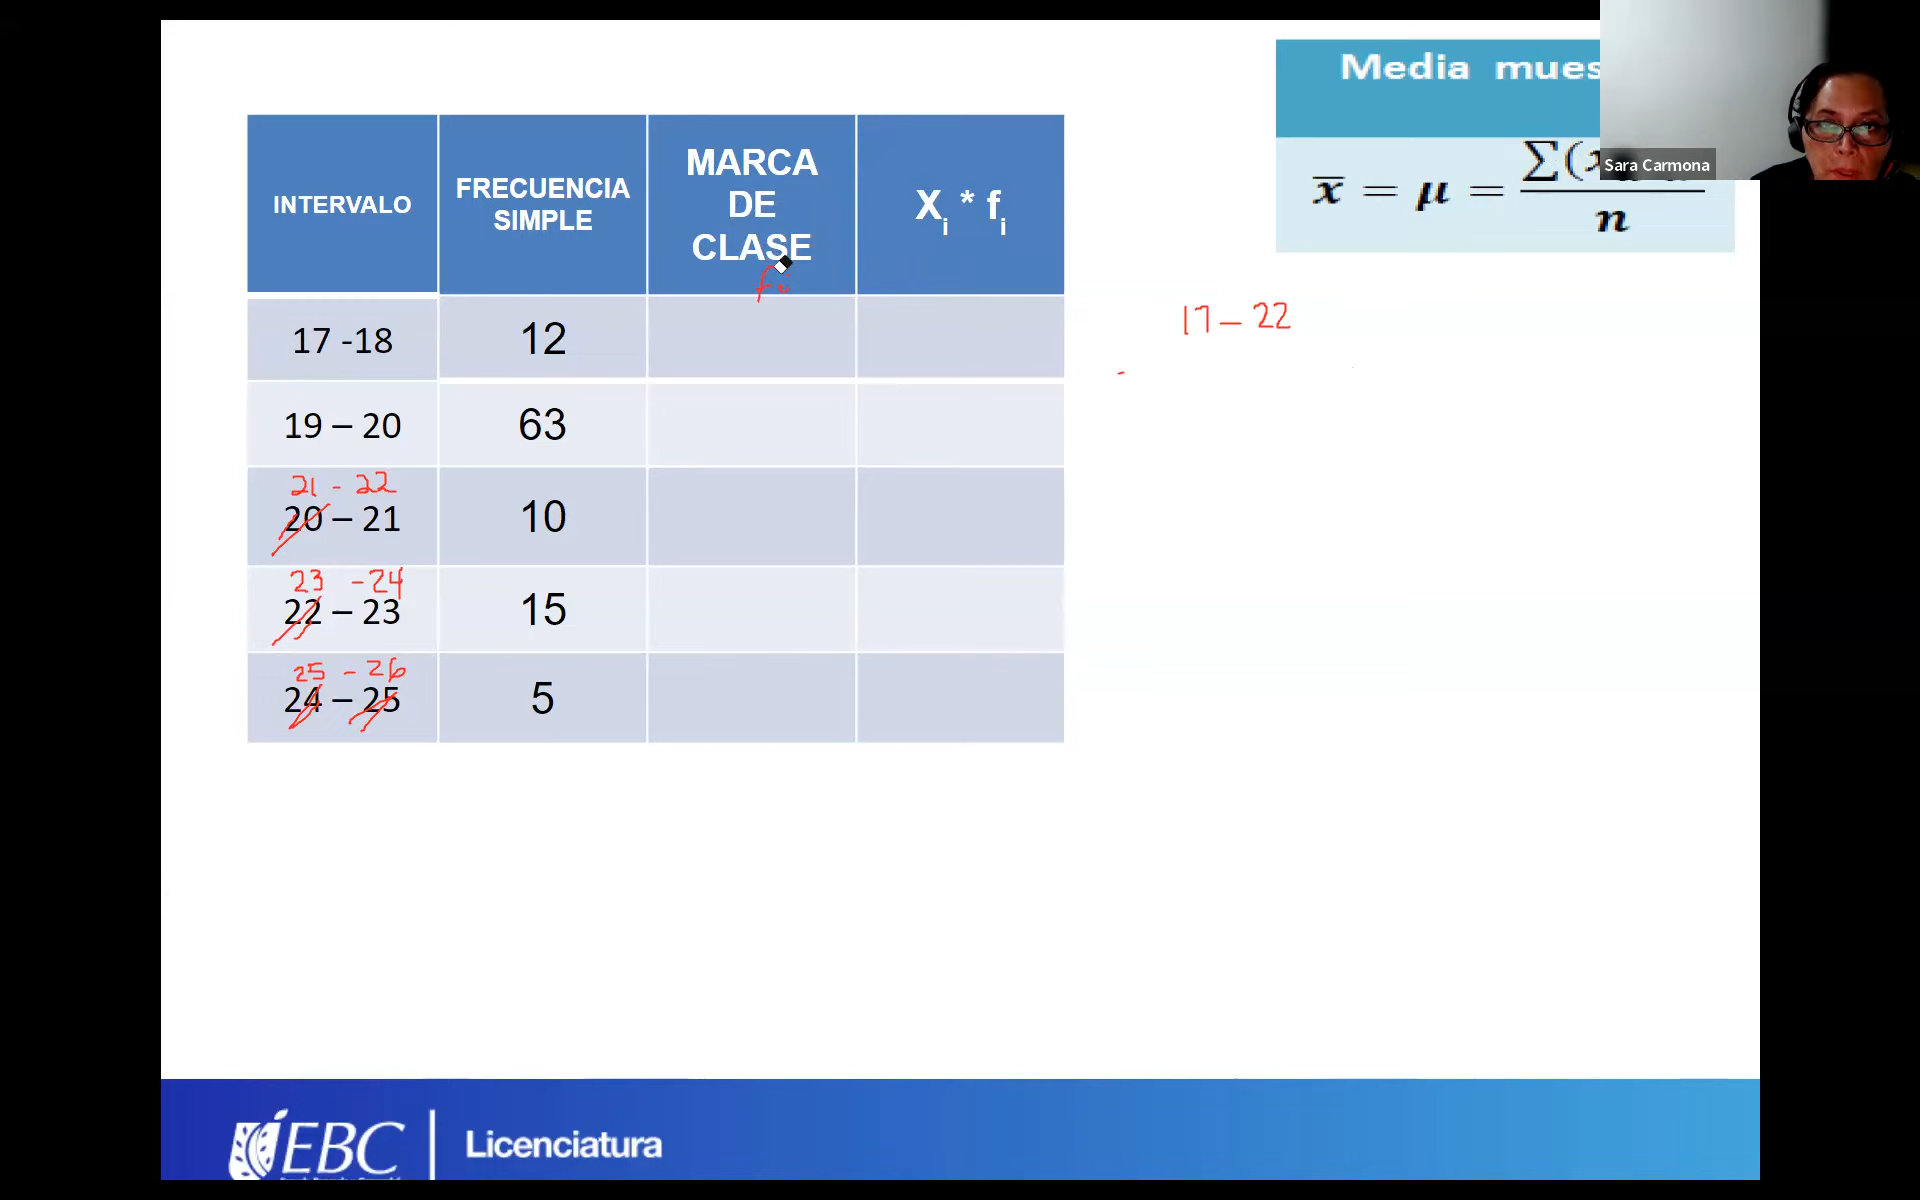 Media mues
Sara Carmona
x̄ = μ = ∑(x
n
INTERVALO FRECUENCIA SIMPLE MARCA DE CLASE Xi * fi
17 -18 12
19 – 20 63
21 - 22
20 – 21 10
23 - 24
22 – 23 15
25 - 26
24 – 25 5
17 – 22
EBC Licenciatura